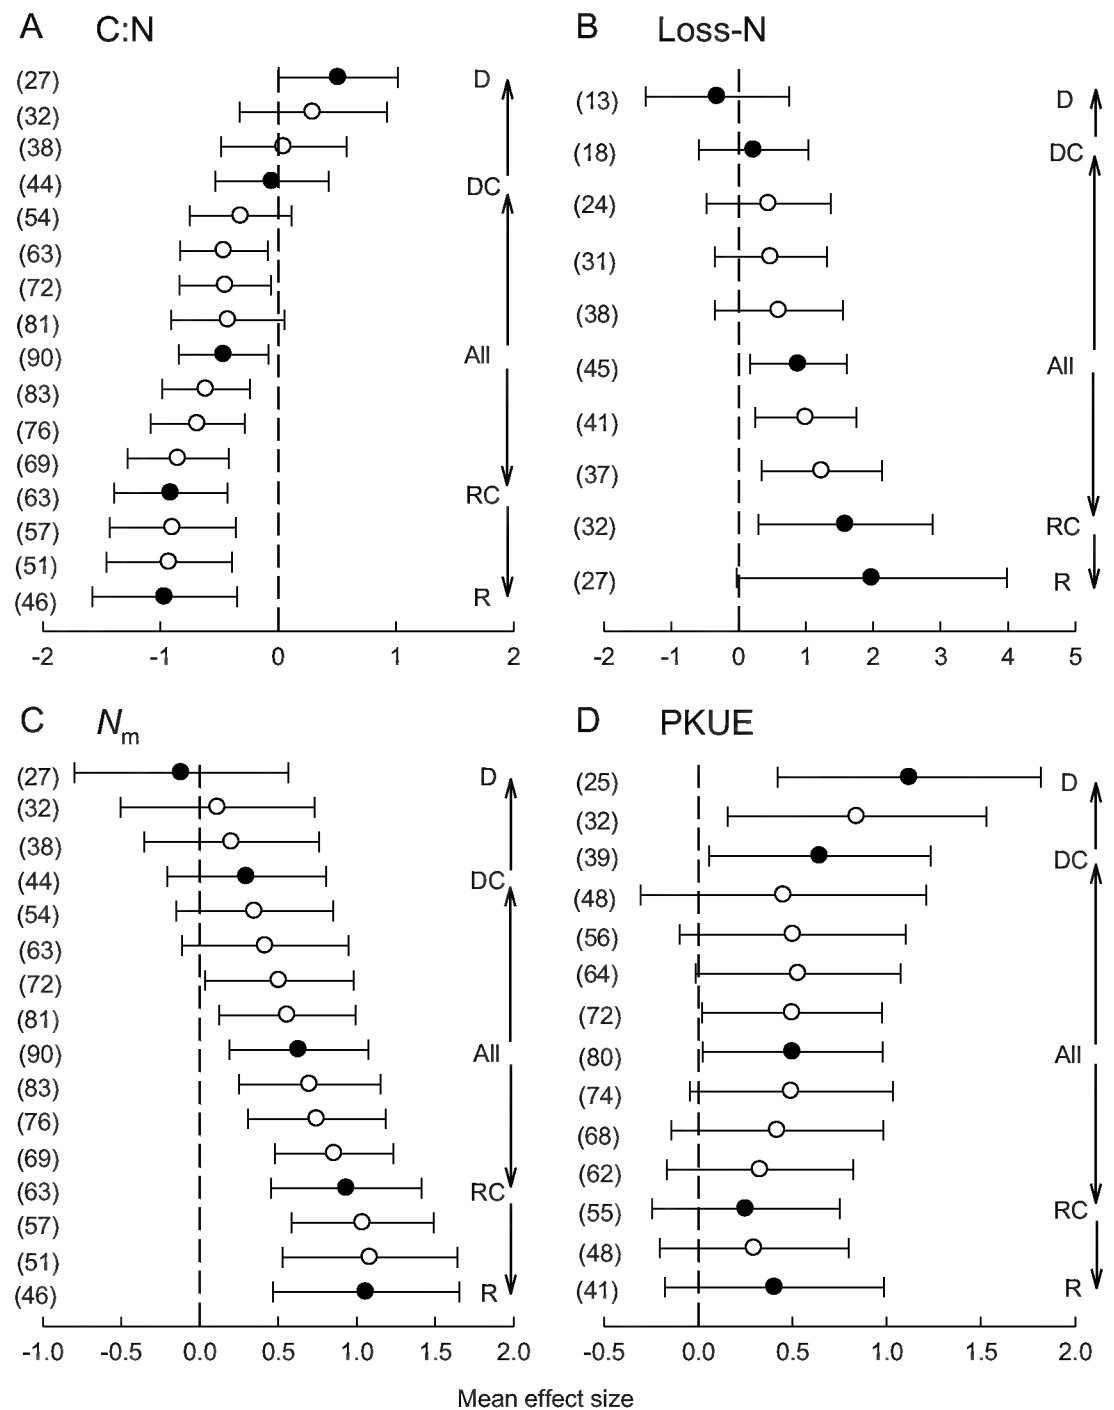 A C:N
(27) D
(32)
(38)
(44) DC
(54)
(63)
(72)
(81)
(90) All
(83)
(76)
(69)
(63) RC
(57)
(51)
(46) R
-2 -1 0 1 2
B Loss-N
(13) D
(18) DC
(24)
(31)
(38)
(45) All
(41)
(37)
(32) RC
(27) R
-2 -1 0 1 2 3 4 5
C Nm
(27) D
(32)
(38)
(44) DC
(54)
(63)
(72)
(81)
(90) All
(83)
(76)
(69)
(63) RC
(57)
(51)
(46) R
-1.0 -0.5 0.0 0.5 1.0 1.5 2.0
D PKUE
(25) D
(32)
(39) DC
(48)
(56)
(64)
(72)
(80) All
(74)
(68)
(62)
(55) RC
(48)
(41) R
-0.5 0.0 0.5 1.0 1.5 2.0
Mean effect size